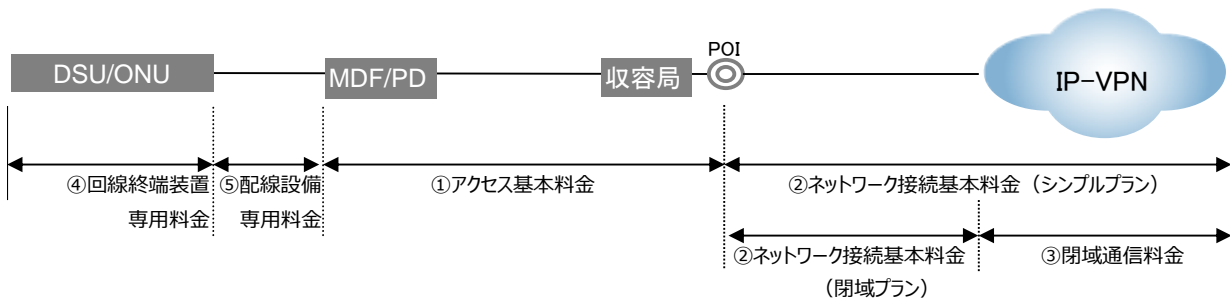 POI
DSU/ONU
MDF/PD
収容局
IP-VPN
④回線終端装置
専用料金
⑤配線設備
専用料金
①アクセス基本料金
②ネットワーク接続基本料金（シンプルプラン）
②ネットワーク接続基本料金
（閉域プラン）
③閉域通信料金